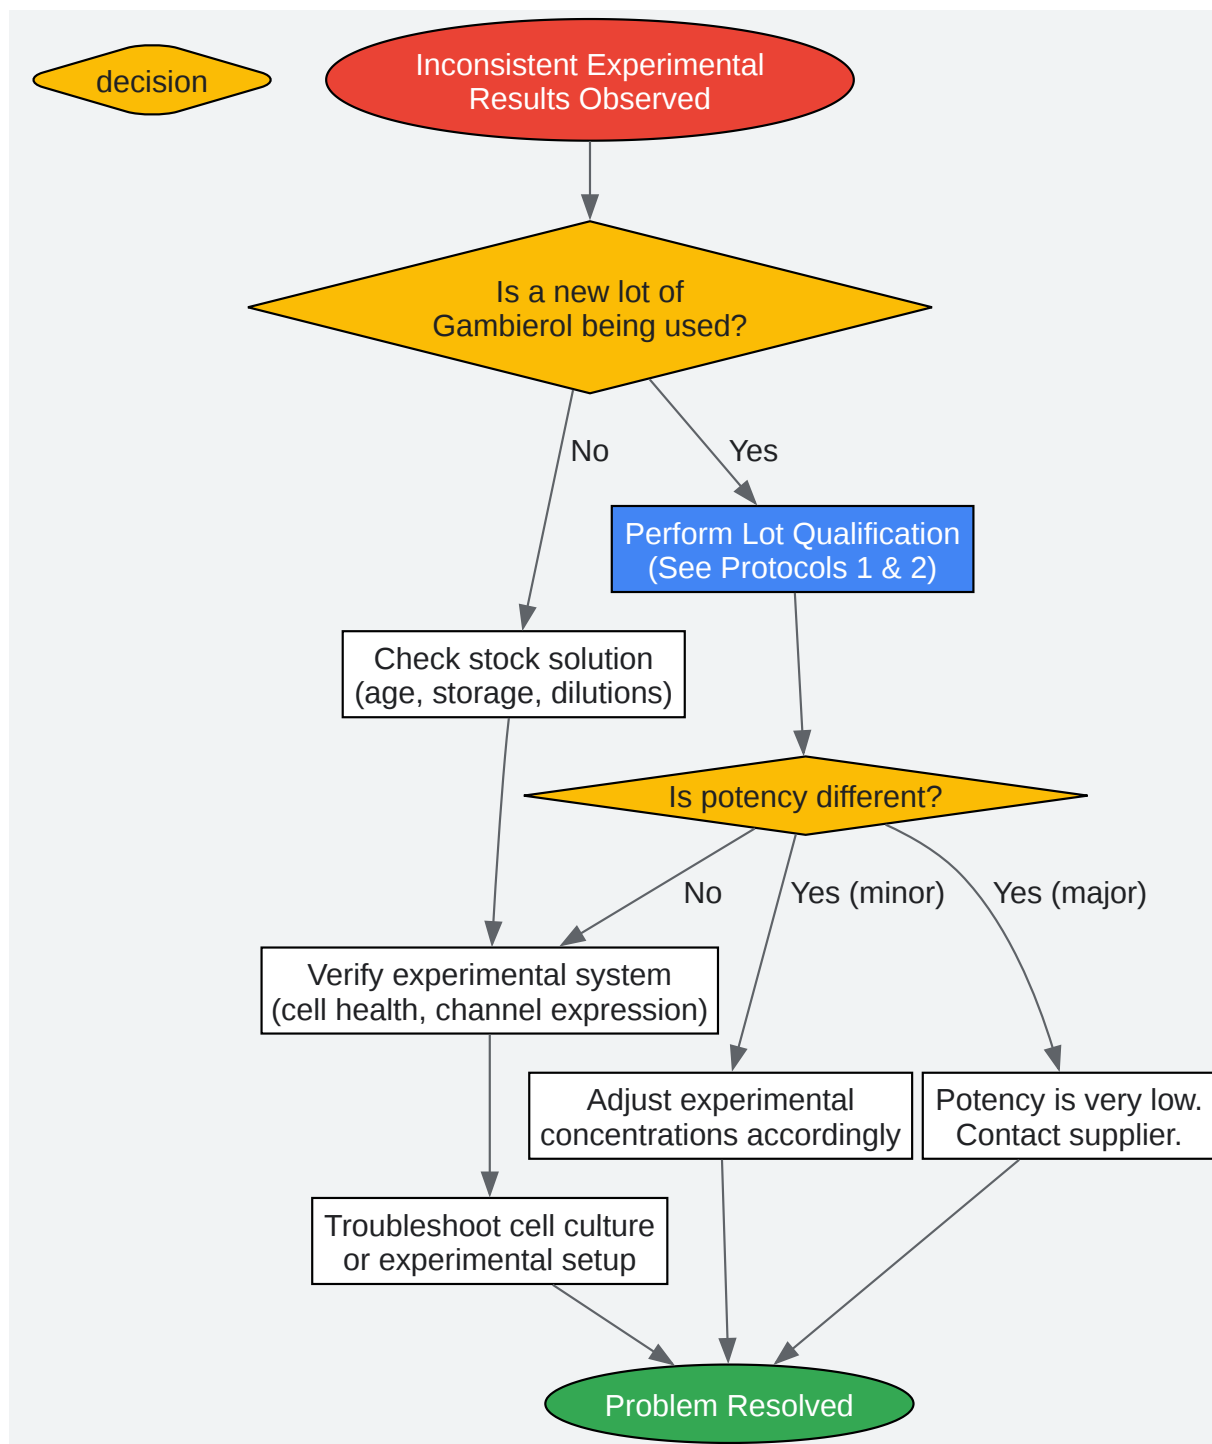 decision
Inconsistent Experimental
Results Observed
Is a new lot of
Gambierol being used?
No
Yes
Perform Lot Qualification
(See Protocols 1 & 2)
Check stock solution
(age, storage, dilutions)
Is potency different?
No
Yes (minor)
Yes (major)
Verify experimental system
(cell health, channel expression)
Adjust experimental
concentrations accordingly
Potency is very low.
Contact supplier.
Troubleshoot cell culture
or experimental setup
Problem Resolved